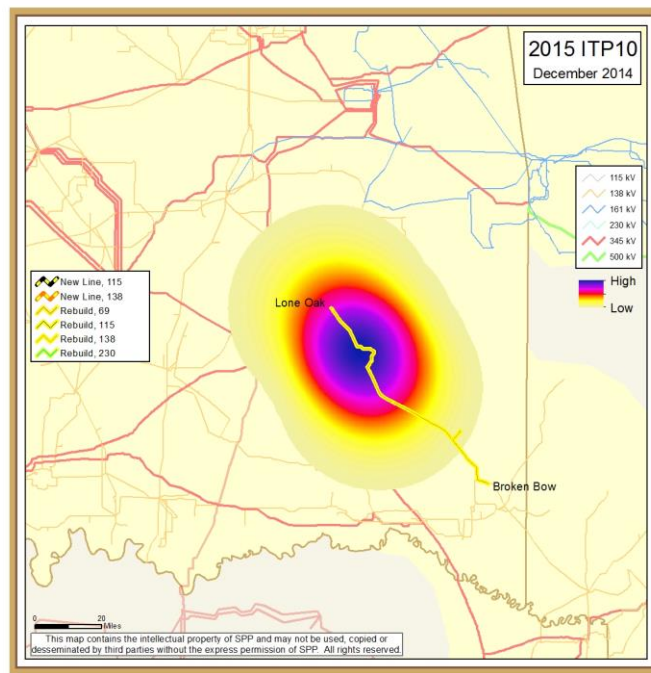 2015 ITP10
December 2014
115 kV
138 kV
161 kV
230 kV
345 kV
500 kV
High
Low
New Line, 115
New Line, 138
Rebuild, 69
Rebuild, 115
Rebuild, 138
Rebuild, 230
Lone Oak
Broken Bow
0 20
Miles
This map contains the intellectual property of SPP and may not be used, copied or
desseminated by third parties without the express permission of SPP. All rights reserved.